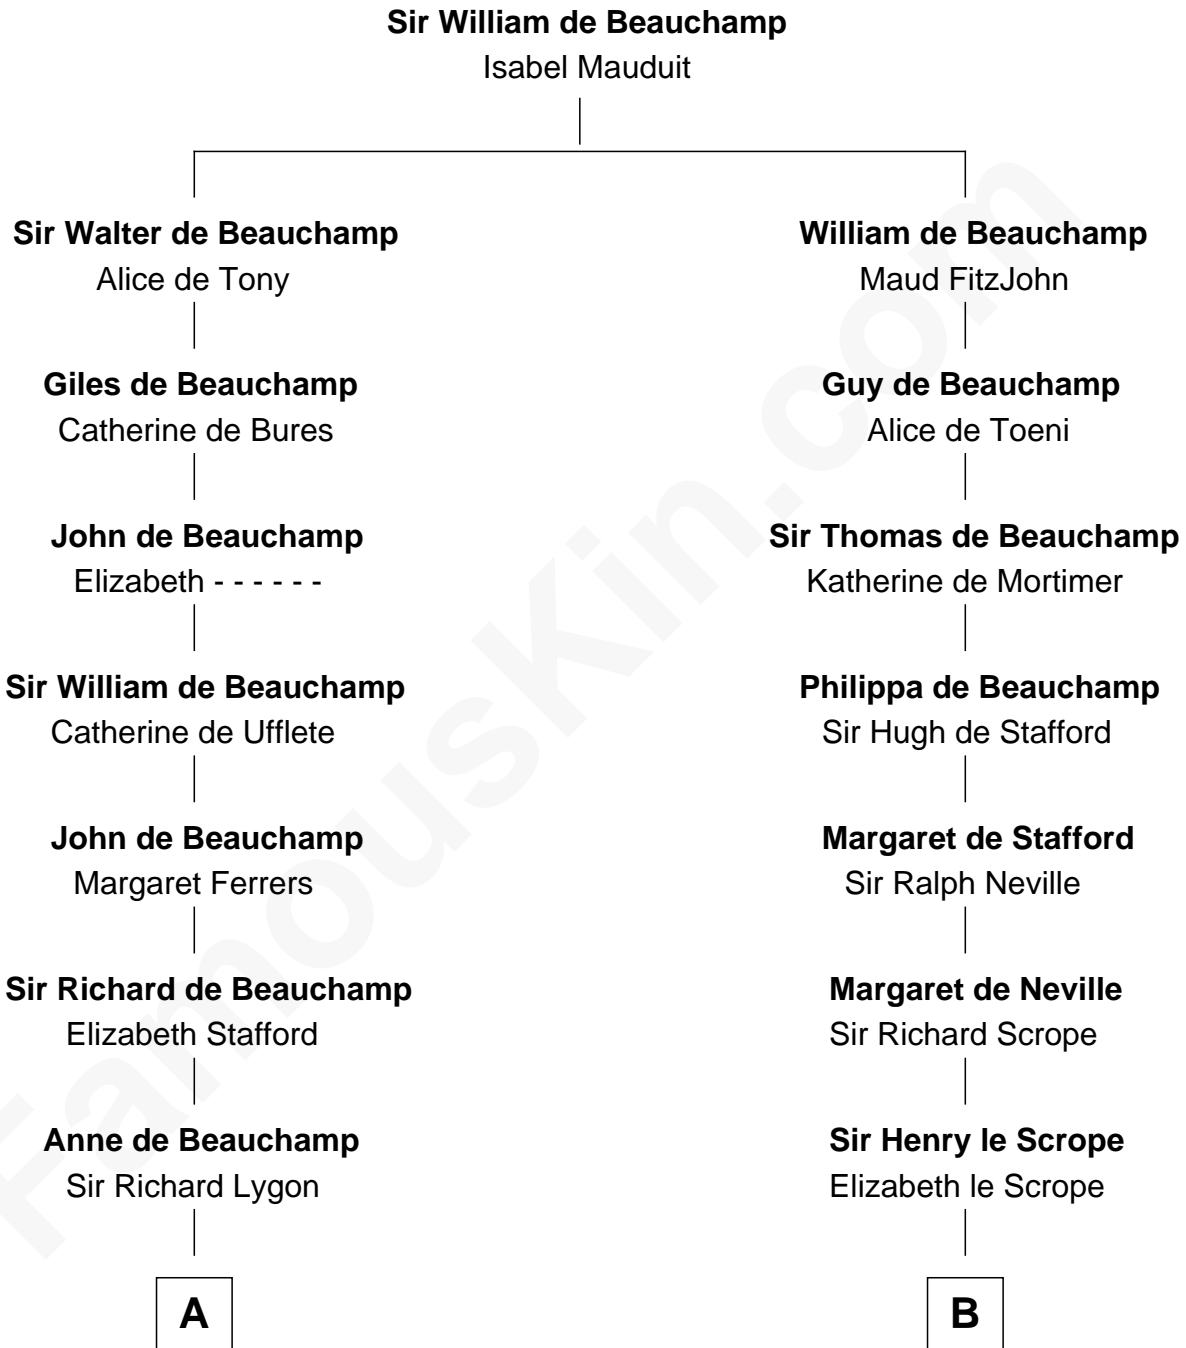 Sir William de Beauchamp
Isabel Mauduit
Sir Walter de Beauchamp
Alice de Tony
William de Beauchamp
Maud FitzJohn
Giles de Beauchamp
Catherine de Bures
Guy de Beauchamp
Alice de Toeni
John de Beauchamp
Elizabeth - - - - - -
Sir Thomas de Beauchamp
Katherine de Mortimer
Sir William de Beauchamp
Catherine de Ufflete
Philippa de Beauchamp
Sir Hugh de Stafford
John de Beauchamp
Margaret Ferrers
Margaret de Stafford
Sir Ralph Neville
Sir Richard de Beauchamp
Elizabeth Stafford
Margaret de Neville
Sir Richard Scrope
Anne de Beauchamp
Sir Richard Lygon
Sir Henry le Scrope
Elizabeth le Scrope
A
B
FamousKin.com